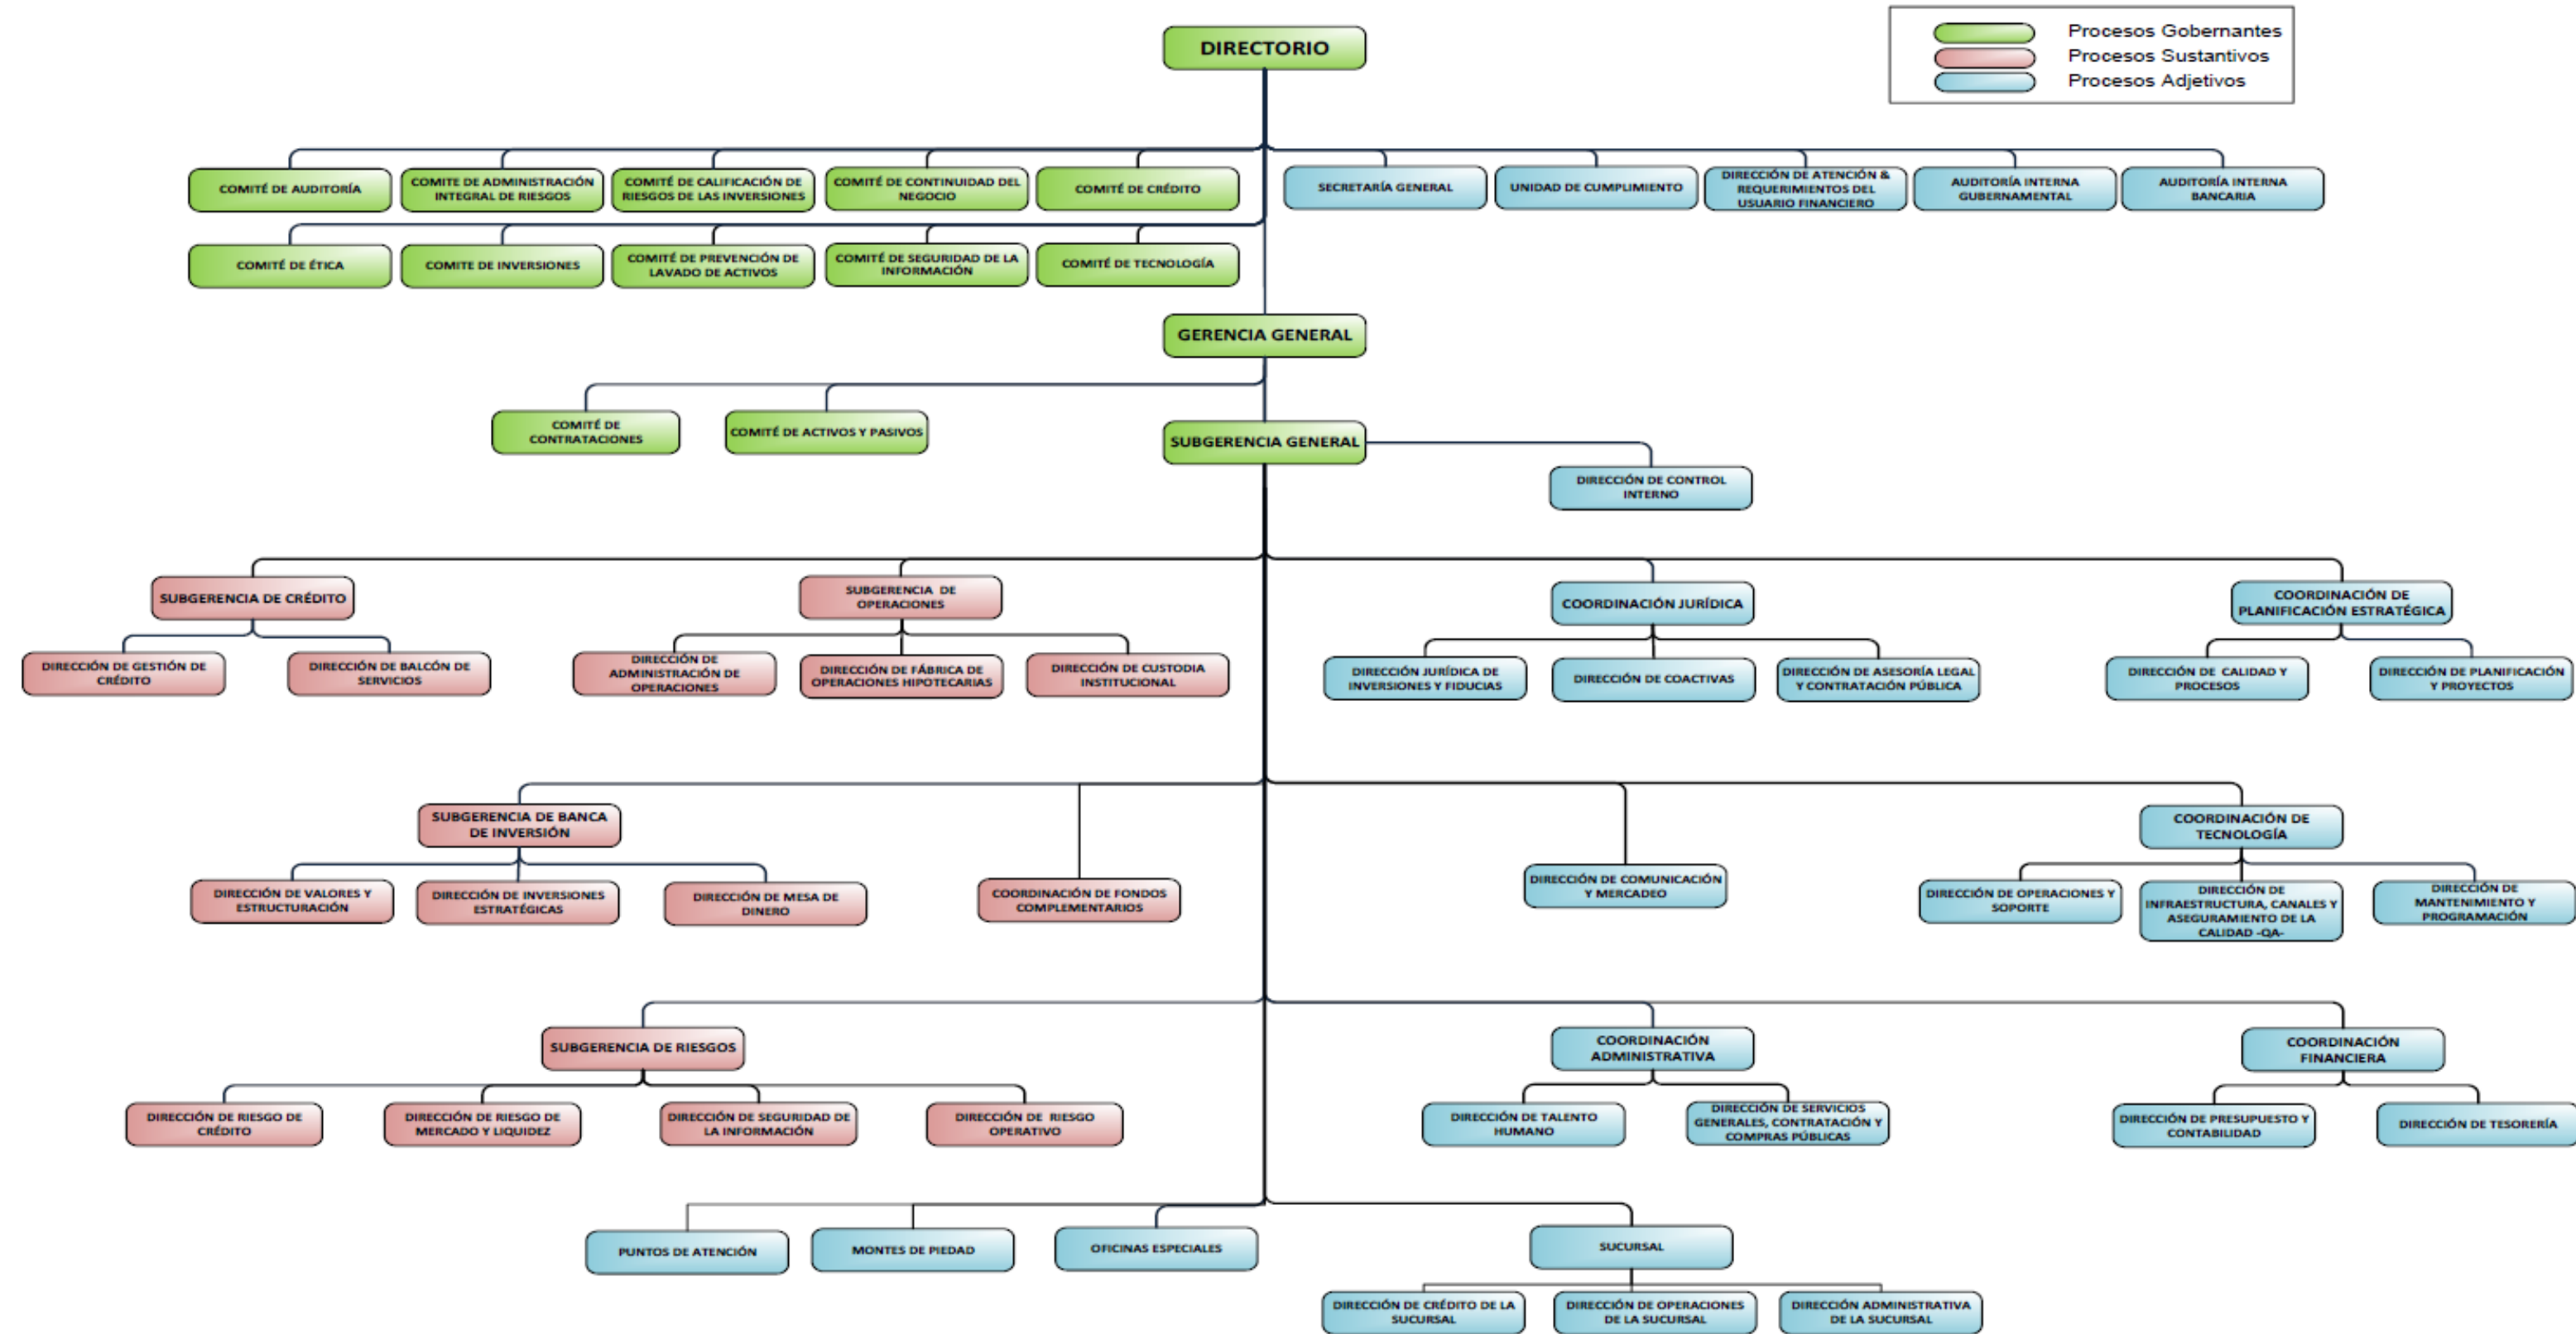 DIRECTORIO
Procesos Gobernantes
Procesos Sustantivos
Procesos Adjetivos
COMITÉ DE AUDITORÍA
COMITE DE ADMINISTRACIÓN
INTEGRAL DE RIESGOS
COMITÉ DE CALIFICACIÓN DE
RIESGOS DE LAS INVERSIONES
COMITÉ DE CONTINUIDAD DEL
NEGOCIO
COMITÉ DE CRÉDITO
SECRETARÍA GENERAL
UNIDAD DE CUMPLIMIENTO
DIRECCIÓN DE ATENCIÓN &
REQUERIMIENTOS DEL
USUARIO FINANCIERO
AUDITORÍA INTERNA
GUBERNAMENTAL
AUDITORÍA INTERNA
BANCARIA
COMITÉ DE ÉTICA
COMITE DE INVERSIONES
COMITÉ DE PREVENCIÓN DE
LAVADO DE ACTIVOS
COMITÉ DE SEGURIDAD DE LA
INFORMACIÓN
COMITÉ DE TECNOLOGÍA
GERENCIA GENERAL
COMITÉ DE
CONTRATACIONES
COMITÉ DE ACTIVOS Y PASIVOS
SUBGERENCIA GENERAL
DIRECCIÓN DE CONTROL
INTERNO
SUBGERENCIA DE CRÉDITO
SUBGERENCIA DE
OPERACIONES
COORDINACIÓN JURÍDICA
COORDINACIÓN DE
PLANIFICACIÓN ESTRATÉGICA
DIRECCIÓN DE GESTIÓN DE
CRÉDITO
DIRECCIÓN DE BALCÓN DE
SERVICIOS
DIRECCIÓN DE
ADMINISTRACIÓN DE
OPERACIONES
DIRECCIÓN DE FÁBRICA DE
OPERACIONES HIPOTECARIAS
DIRECCIÓN DE CUSTODIA
INSTITUCIONAL
DIRECCIÓN JURÍDICA DE
INVERSIONES Y FIDUCIAS
DIRECCIÓN DE COACTIVAS
DIRECCIÓN DE ASESORÍA LEGAL
Y CONTRATACIÓN PÚBLICA
DIRECCIÓN DE CALIDAD Y
PROCESOS
DIRECCIÓN DE PLANIFICACIÓN
Y PROYECTOS
SUBGERENCIA DE BANCA
DE INVERSIÓN
COORDINACIÓN DE
TECNOLOGÍA
DIRECCIÓN DE VALORES Y
ESTRUCTURACIÓN
DIRECCIÓN DE INVERSIONES
ESTRATÉGICAS
DIRECCIÓN DE MESA DE
DINERO
COORDINACIÓN DE FONDOS
COMPLEMENTARIOS
DIRECCIÓN DE COMUNICACIÓN
Y MERCADEO
DIRECCIÓN DE OPERACIONES Y
SOPORTE
DIRECCIÓN DE
INFRAESTRUCTURA, CANALES Y
ASEGURAMIENTO DE LA
CALIDAD -QA-
DIRECCIÓN DE
MANTENIMIENTO Y
PROGRAMACIÓN
SUBGERENCIA DE RIESGOS
COORDINACIÓN
ADMINISTRATIVA
COORDINACIÓN
FINANCIERA
DIRECCIÓN DE RIESGO DE
CRÉDITO
DIRECCIÓN DE RIESGO DE
MERCADO Y LIQUIDEZ
DIRECCIÓN DE SEGURIDAD DE
LA INFORMACIÓN
DIRECCIÓN DE RIESGO
OPERATIVO
DIRECCIÓN DE TALENTO
HUMANO
DIRECCIÓN DE SERVICIOS
GENERALES, CONTRATACIÓN Y
COMPRAS PÚBLICAS
DIRECCIÓN DE PRESUPUESTO Y
CONTABILIDAD
DIRECCIÓN DE TESORERÍA
PUNTOS DE ATENCIÓN
MONTES DE PIEDAD
OFICINAS ESPECIALES
SUCURSAL
DIRECCIÓN DE CRÉDITO DE LA
SUCURSAL
DIRECCIÓN DE OPERACIONES
DE LA SUCURSAL
DIRECCIÓN ADMINISTRATIVA
DE LA SUCURSAL